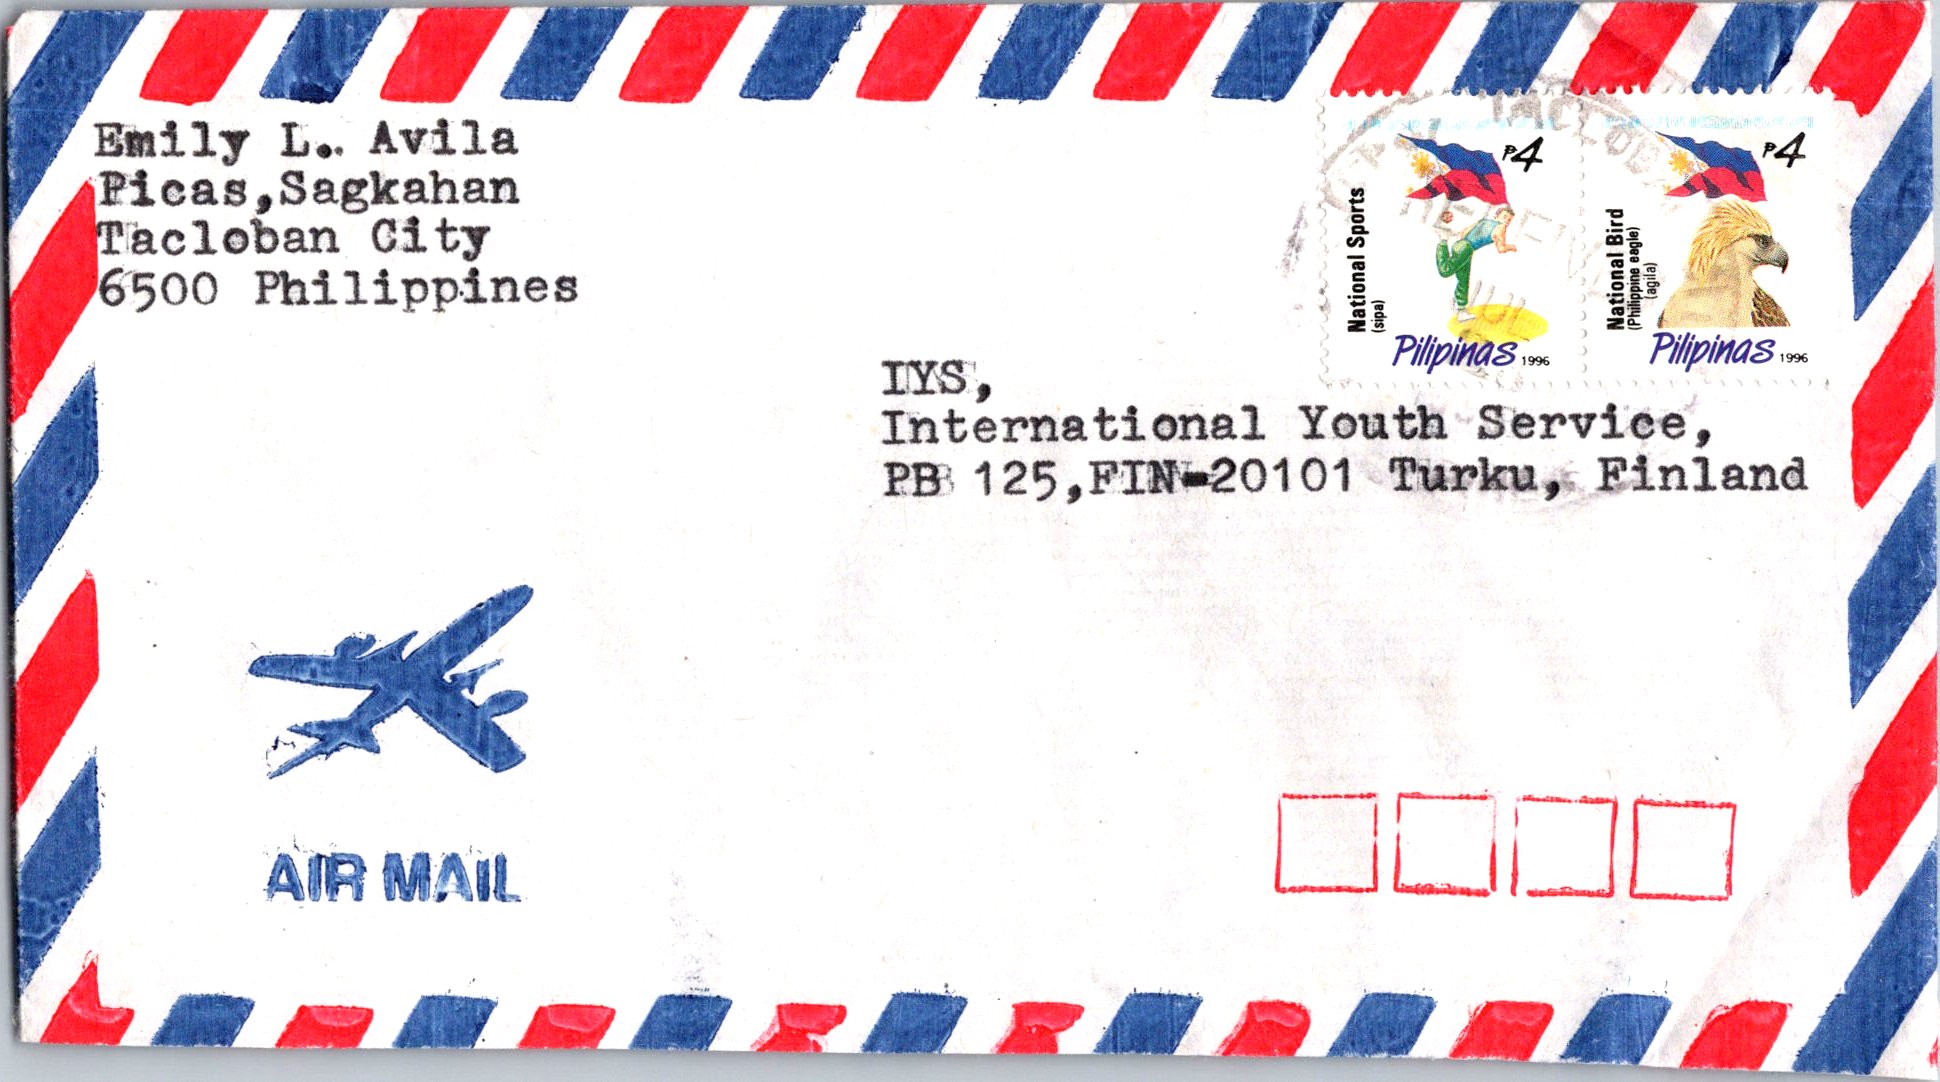 Emily L. Avila
Picas,Sagkahan
Tacloban City
6500 Philippines
₱4
National Sports
(sipa)
Pilipinas 1996
₱4
National Bird
(Philippine eagle)
(agila)
Pilipinas 1996
IYS,
International Youth Service,
PB 125,FIN-20101 Turku, Finland
AIR MAIL